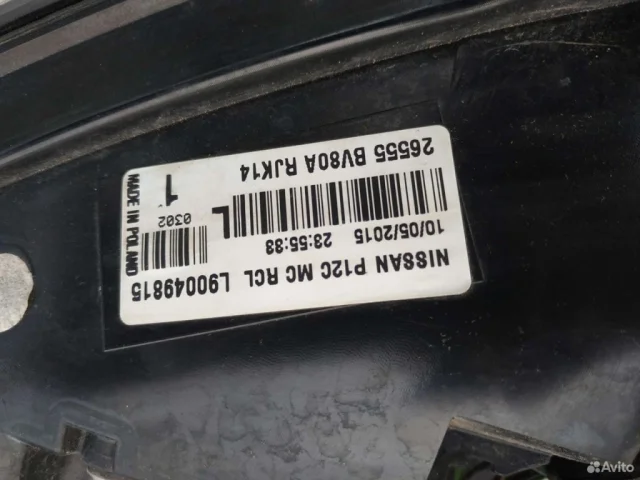 NISSAN P12C MC RCL L90049815
10/05/2015
23:55:33
L
0302
1
MADE IN POLAND
26555 BV80A RJK14
Avito